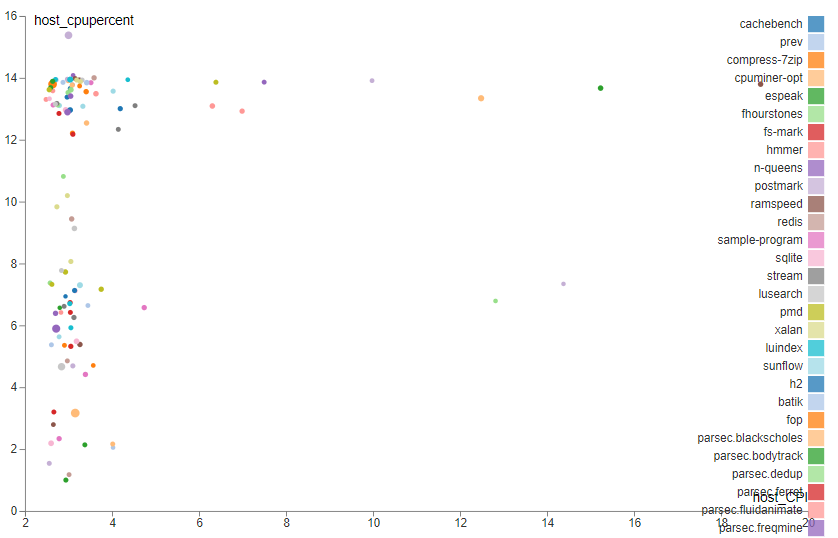 host_cpupercent
16
14
12
10
8
6
4
2
0
2
4
6
8
10
12
14
16
18
20
host_CPI
cachebench
prev
compress-7zip
cpuminer-opt
espeak
fhourstones
fs-mark
hmmer
n-queens
postmark
ramspeed
redis
sample-program
sqlite
stream
lusearch
pmd
xalan
luindex
sunflow
h2
batik
fop
parsec.blackscholes
parsec.bodytrack
parsec.dedup
parsec.ferret
parsec.fluidanimate
parsec.freqmine